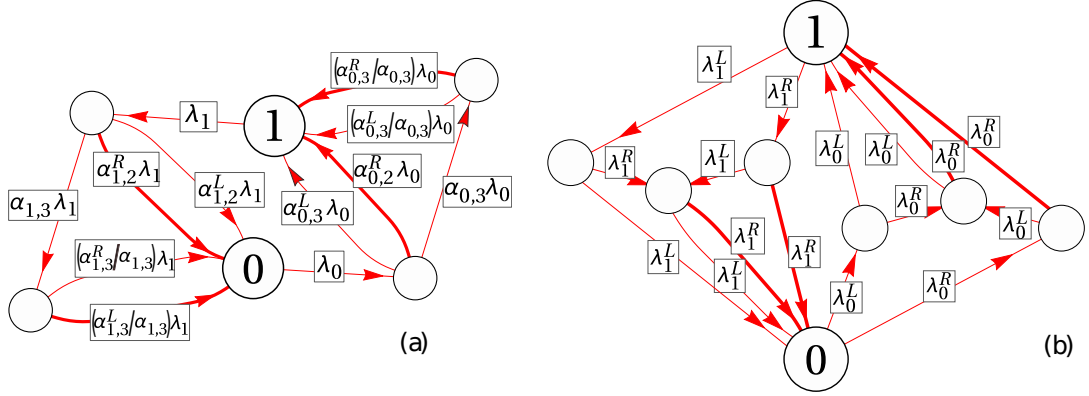 (α^R_{0,3}/α_{0,3})λ_0
(α^L_{0,3}/α_{0,3})λ_0
λ_1
1
α^R_{1,2}λ_1
α^L_{1,2}λ_1
α^R_{0,2}λ_0
α^L_{0,3}λ_0
α_{0,3}λ_0
α_{1,3}λ_1
(α^R_{1,3}/α_{1,3})λ_1
0
λ_0
(α^L_{1,3}/α_{1,3})λ_1
(a)
1
λ^L_1
λ^R_1
λ^R_0
λ^R_1
λ^L_1
λ^L_0
λ^L_0
λ^R_0
λ^R_0
λ^L_0
λ^L_1
λ^R_1
λ^L_1
λ^R_1
λ^L_0
λ^R_0
0
(b)